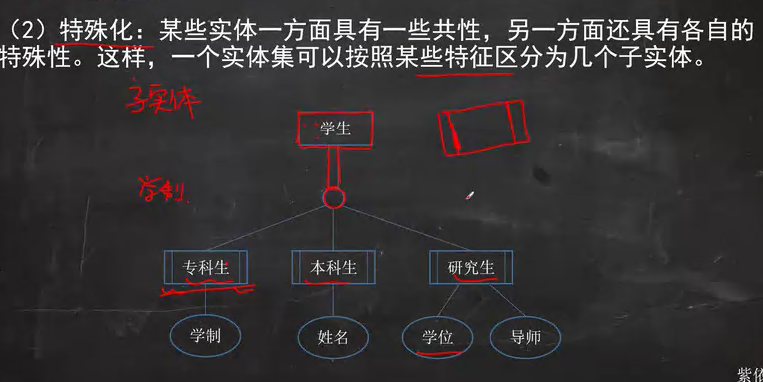 （2）特殊化：某些实体一方面具有一些共性，另一方面还具有各自的
特殊性。这样，一个实体集可以按照某些特征区分为几个子实体。
子实体
学生
学制
专科生 本科生 研究生
学制 姓名 学位 导师
紫依